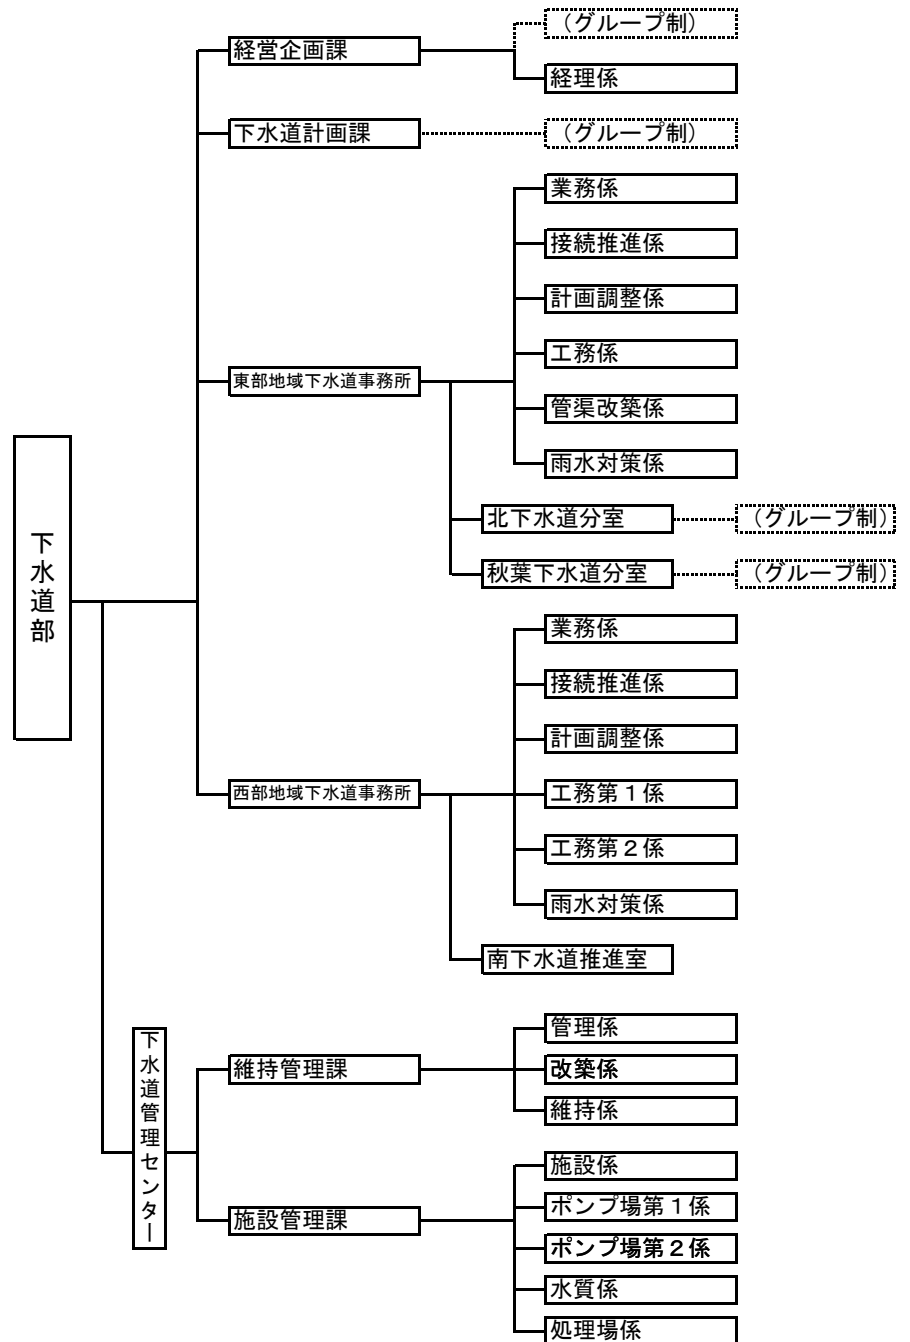 （グループ制）
経営企画課
経理係
下水道計画課
（グループ制）
業務係
接続推進係
計画調整係
工務係
東部地域下水道事務所
管渠改築係
雨水対策係
北下水道分室
（グループ制）
秋葉下水道分室
（グループ制）
下水道部
業務係
接続推進係
計画調整係
西部地域下水道事務所
工務第１係
工務第２係
雨水対策係
南下水道推進室
下水道管理センター
管理係
維持管理課
改築係
維持係
施設係
ポンプ場第１係
施設管理課
ポンプ場第２係
水質係
処理場係